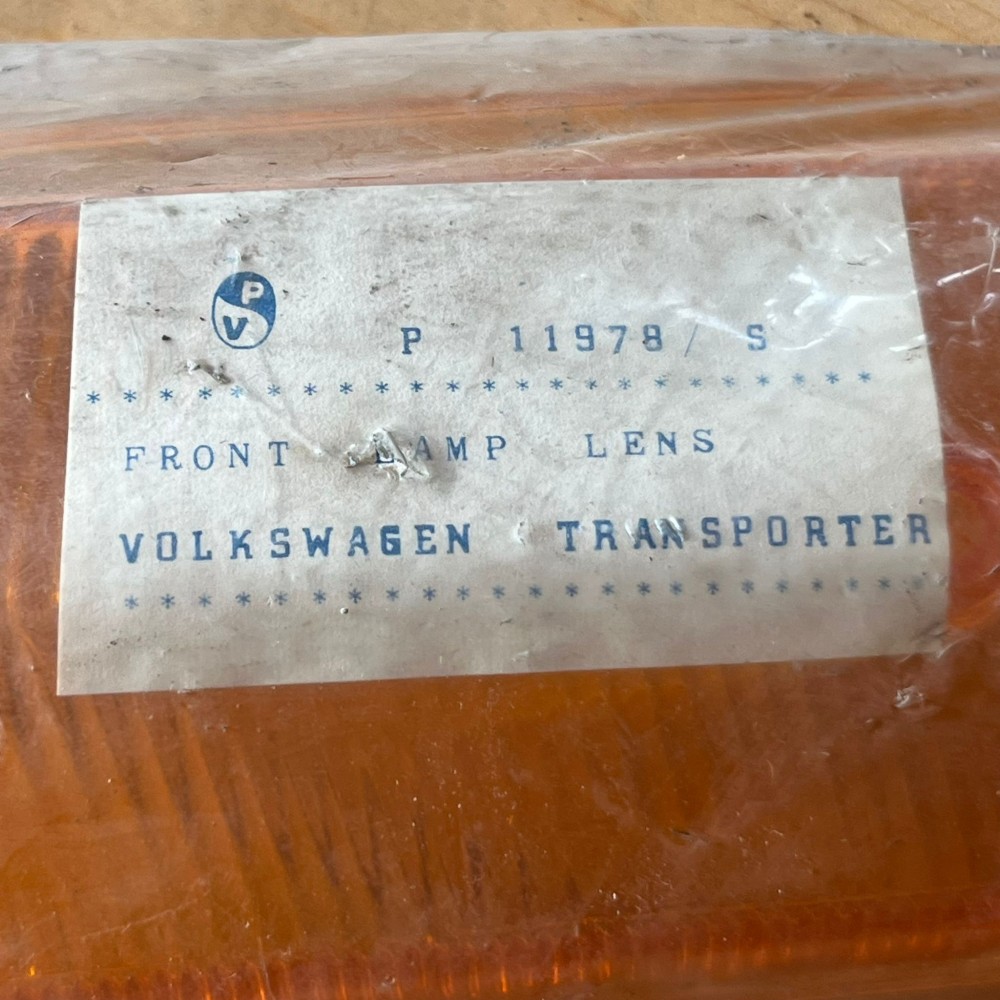 PV
P 11978/ S
* * * * * * * * * * * * * * * * * * * * * * *
FRONT LAMP LENS
VOLKSWAGEN TRANSPORTER
* * * * * * * * * * * * * * * * * * * * * * *